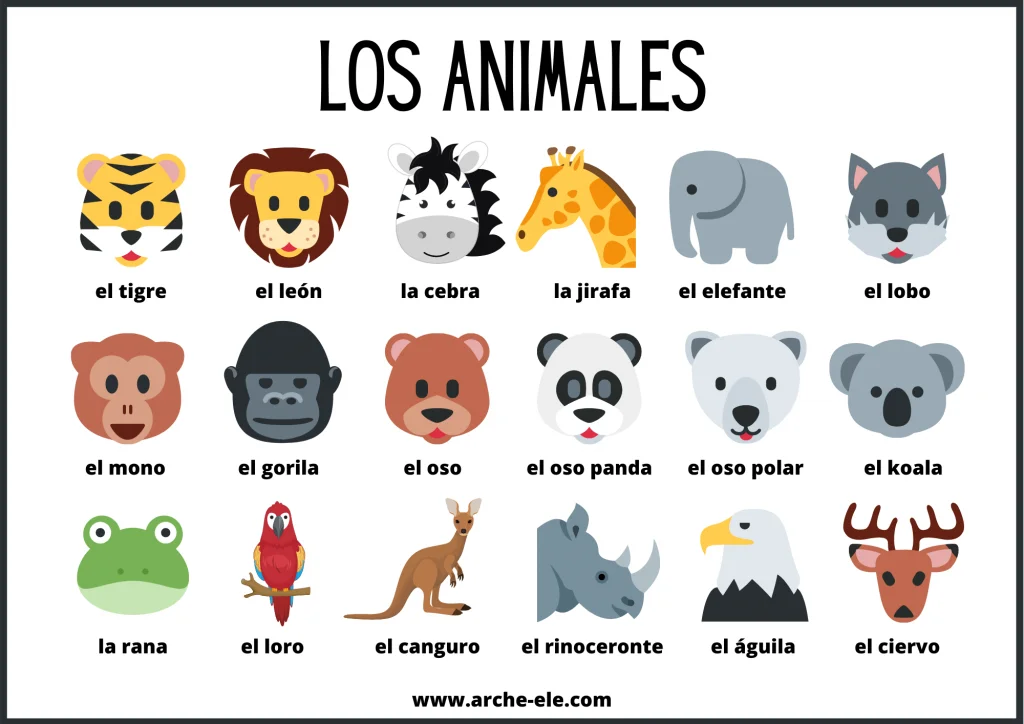 LOS ANIMALES
el tigre el león la cebra la jirafa el elefante el lobo
el mono el gorila el oso el oso panda el oso polar el koala
la rana el loro el canguro el rinoceronte el águila el ciervo
www.arche-ele.com